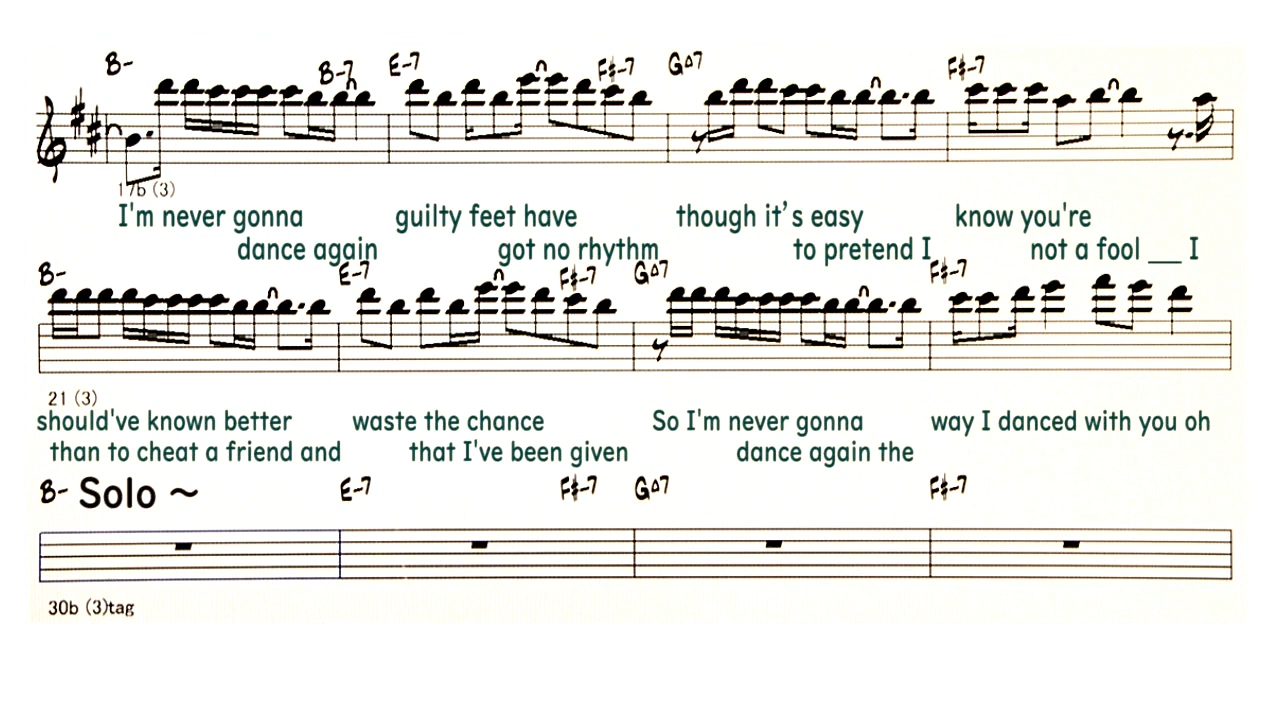 B- B-7 E-7 F#-7 G△7 F#-7
17b (3)
I'm never gonna guilty feet have though it's easy know you're
dance again got no rhythm to pretend I not a fool __ I
B- E-7 F#-7 G△7 F#-7
21 (3)
should've known better waste the chance So I'm never gonna way I danced with you oh
than to cheat a friend and that I've been given dance again the
B- Solo ~ E-7 F#-7 G△7 F#-7
30b (3)tag